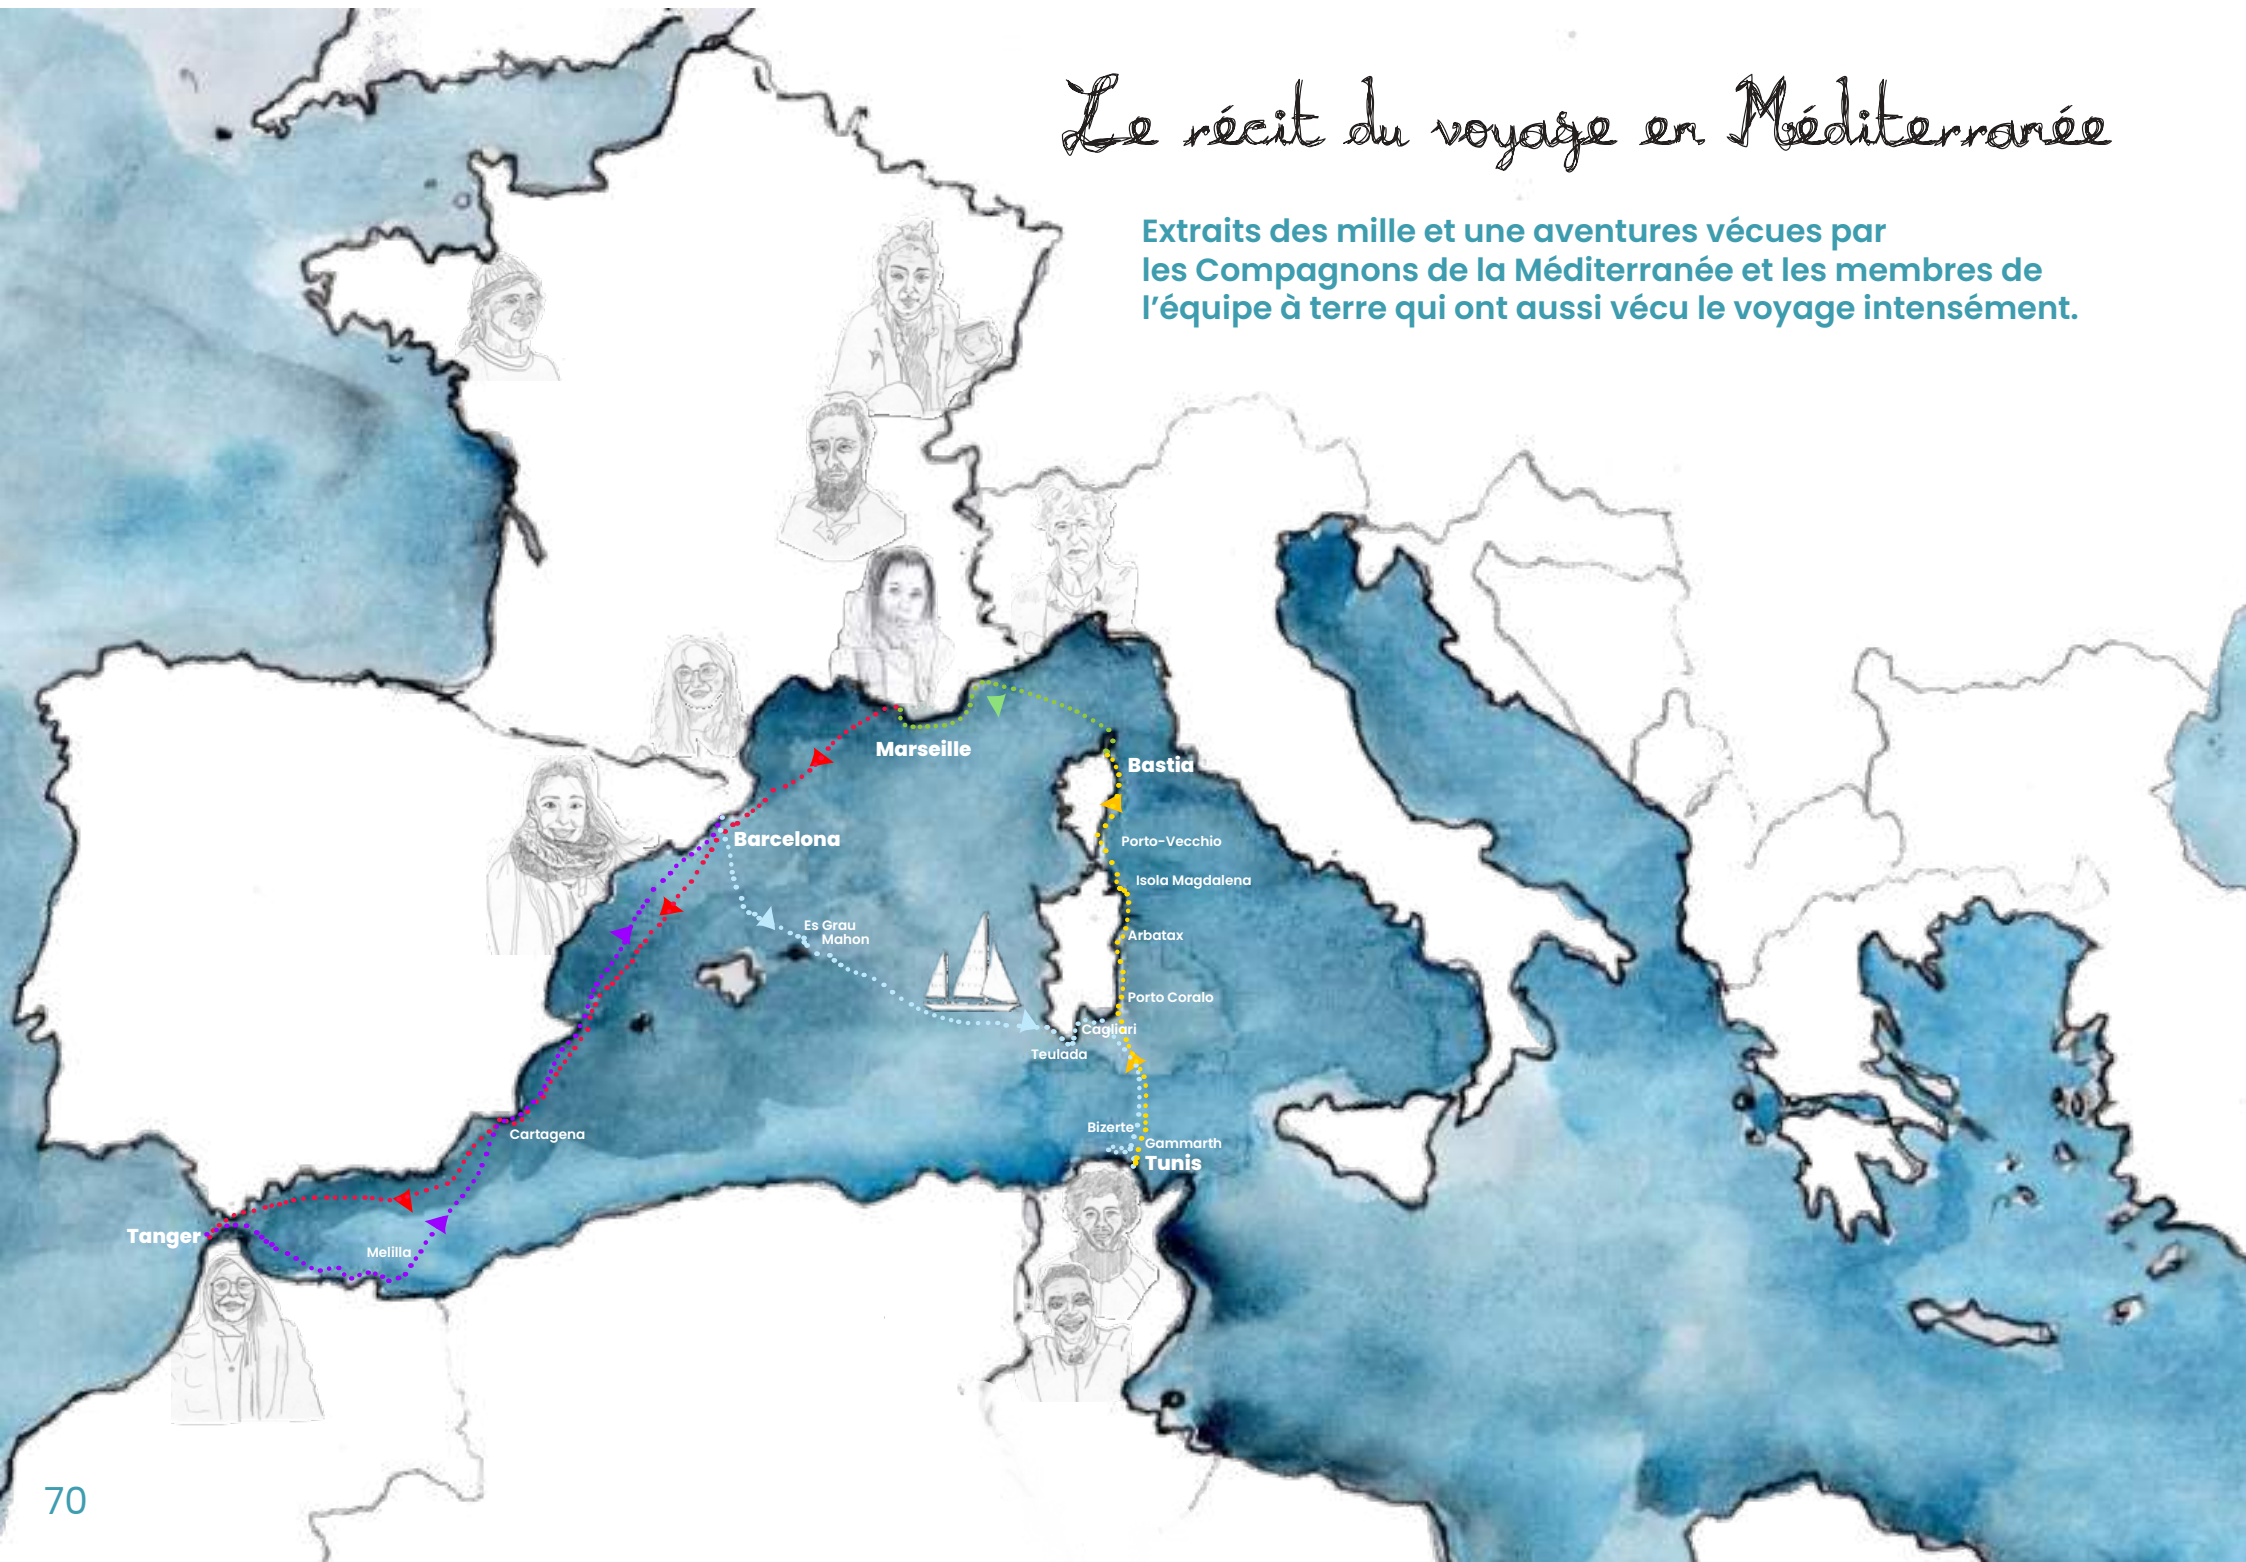 Le récit du voyage en Méditerranée
Extraits des mille et une aventures vécues par
les Compagnons de la Méditerranée et les membres de
l’équipe à terre qui ont aussi vécu le voyage intensément.
Marseille
Bastia
Barcelona
Porto-Vecchio
Isola Magdalena
Es Grau
Mahon
Arbatax
Porto Coralo
Cagliari
Teulada
Bizerte
Cartagena
Gammarth
Tunis
Tanger
Melilla
70